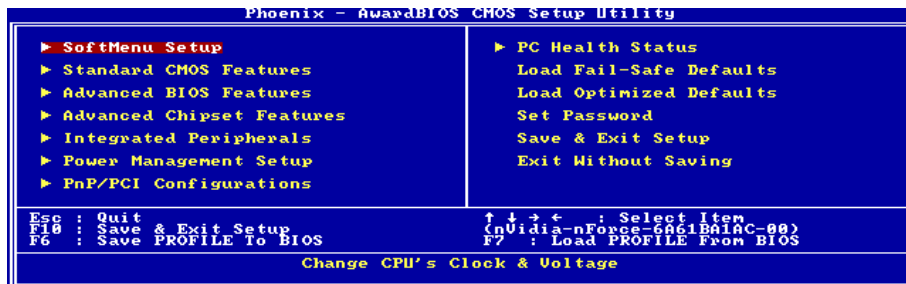 Phoenix - AwardBIOS CMOS Setup Utility
► SoftMenu Setup
► Standard CMOS Features
► Advanced BIOS Features
► Advanced Chipset Features
► Integrated Peripherals
► Power Management Setup
► PnP/PCI Configurations
► PC Health Status
Load Fail-Safe Defaults
Load Optimized Defaults
Set Password
Save & Exit Setup
Exit Without Saving
Esc : Quit
F10 : Save & Exit Setup
F6 : Save PROFILE To BIOS
↑ ↓ → ← : Select Item
(nVidia-nForce-6A61BA1AC-00)
F7 : Load PROFILE From BIOS
Change CPU's Clock & Voltage